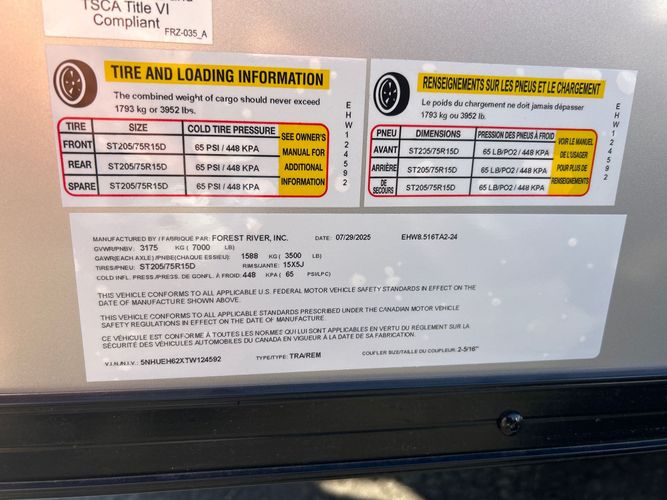 TSCA Title VI
Compliant
FRZ-035_A
TIRE AND LOADING INFORMATION
The combined weight of cargo should never exceed
1793 kg or 3952 lbs.
TIRE SIZE COLD TIRE PRESSURE
FRONT ST205/75R15D 65 PSI / 448 KPA
REAR ST205/75R15D 65 PSI / 448 KPA
SPARE ST205/75R15D 65 PSI / 448 KPA
SEE OWNER'S
MANUAL FOR
ADDITIONAL
INFORMATION
EHW124592
RENSEIGNEMENTS SUR LES PNEUS ET LE CHARGEMENT
Le poids du chargement ne doit jamais dépasser
1793 kg or 3952 lb.
PNEU DIMENSIONS PRESSION DES PNEUS À FROID
AVANT ST205/75R15D 65 LB/PO2 / 448 KPA
ARRIÈRE ST205/75R15D 65 LB/PO2 / 448 KPA
DE SECOURS ST205/75R15D 65 LB/PO2 / 448 KPA
VOIR LE MANUEL
DE L'USAGER
POUR PLUS DE
RENSEIGNEMENTS
EHW124592
MANUFACTURED BY / FABRIQUÉ PAR: FOREST RIVER, INC. DATE: 07/29/2025 EHW8.516TA2-24
GVWR/PNBV: 3175 KG ( 7000 LB)
GAWR(EACH AXLE) /PNBE(CHAQUE ESSIEU): 1588 KG ( 3500 LB)
TIRES/PNEU: ST205/75R15D RIMS/JANTE: 15X5J
COLD INFL. PRESS./PRESS. DE GONFL. À FROID: 448 KPA ( 65 PSI/LPC)
THIS VEHICLE CONFORMS TO ALL APPLICABLE U.S. FEDERAL MOTOR VEHICLE SAFETY STANDARDS IN EFFECT ON THE
DATE OF MANUFACTURE SHOWN ABOVE.
THIS VEHICLE CONFORMS TO ALL APPLICABLE STANDARDS PRESCRIBED UNDER THE CANADIAN MOTOR VEHICLE
SAFETY REGULATIONS IN EFFECT ON THE DATE OF MANUFACTURE.
CE VÉHICULE EST CONFORME À TOUTES LES NORMES QUI LUI SONT APPLICABLES EN VERTU DU RÈGLEMENT SUR LA
SÉCURITÉ DES VÉHICULES AUTOMOBILES DU CANADA EN VIGUEUR À LA DATE DE SA FABRICATION.
V.I.N./N.I.V.: 5NHUEH62XTW124592 TYPE/TYPE: TRA/REM COUPLER SIZE/TAILLE DU COUPLEUR: 2-5/16"